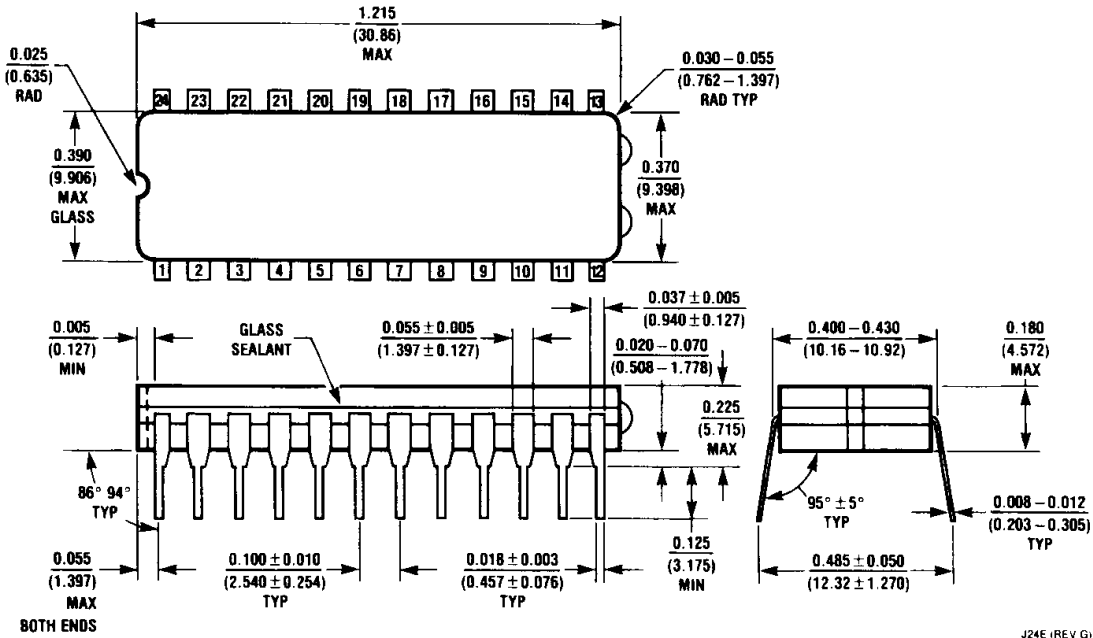 1.215
(30.86)
MAX
0.025
(0.635)
RAD
0.030 – 0.055
(0.762 – 1.397)
RAD TYP
24 23 22 21 20 19 18 17 16 15 14 13
0.390
(9.906)
MAX
GLASS
0.370
(9.398)
MAX
1 2 3 4 5 6 7 8 9 10 11 12
0.005
(0.127)
MIN
GLASS
SEALANT
0.055 ± 0.005
(1.397 ± 0.127)
0.037 ± 0.005
(0.940 ± 0.127)
0.020 – 0.070
(0.508 – 1.778)
0.400 – 0.430
(10.16 – 10.92)
0.180
(4.572)
MAX
0.225
(5.715)
MAX
86° 94°
TYP
95° ± 5°
TYP
0.008 – 0.012
(0.203 – 0.305)
TYP
0.055
(1.397)
MAX
BOTH ENDS
0.100 ± 0.010
(2.540 ± 0.254)
TYP
0.018 ± 0.003
(0.457 ± 0.076)
TYP
0.125
(3.175)
MIN
0.485 ± 0.050
(12.32 ± 1.270)
J24E (REV G)